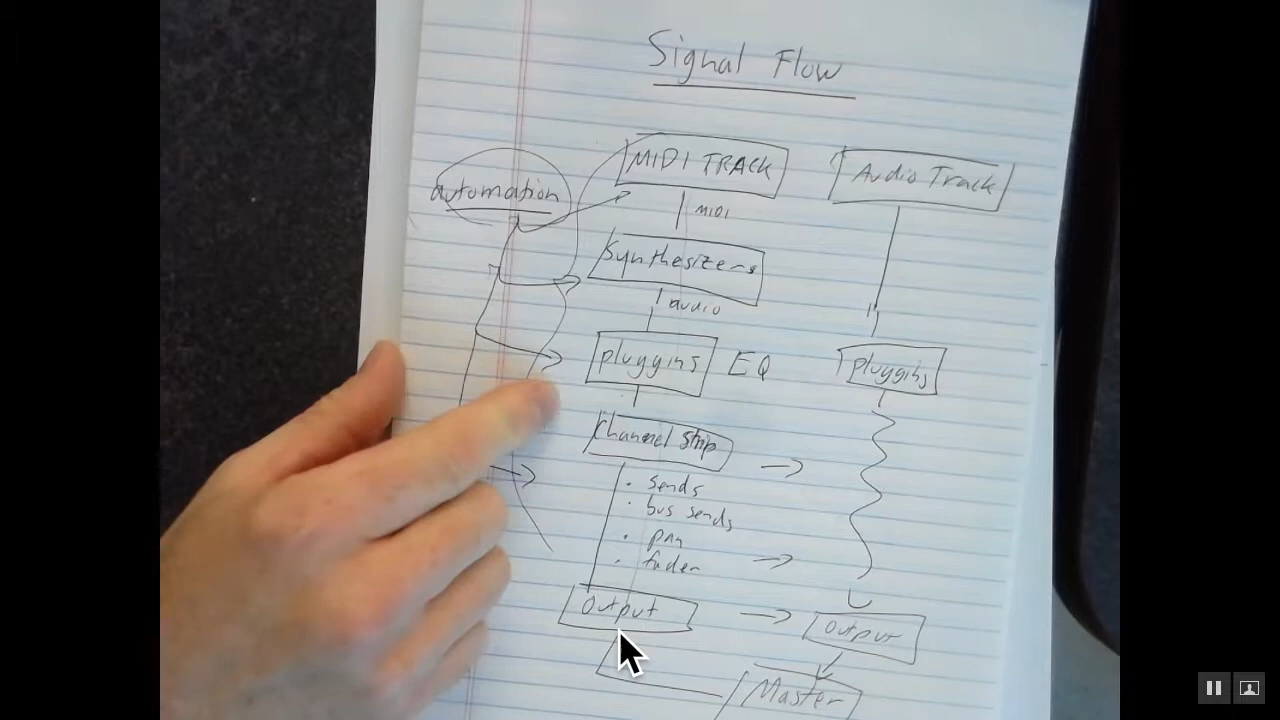 Signal Flow
MIDI TRACK
Audio Track
automation
MIDI
Synthesizers
audio
pluggins EQ
pluggins
Channel Strip
• sends
• bus sends
• pan
• fader
Output
Output
Master